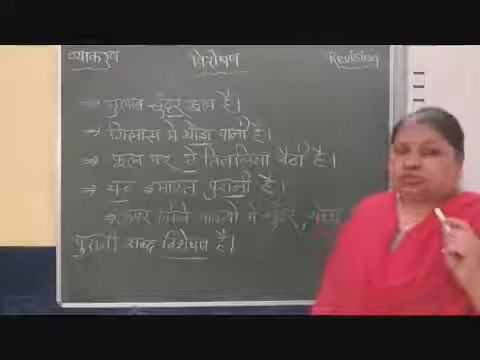 व्याकरण विशेषण Revision
→ गुलाब सुंदर फूल है।
→ गिलास में थोड़ा पानी है।
→ फूल पर दो तितलियाँ बैठी है।
→ यह इमारत पुरानी है।
→ ऊपर लिखे वाक्यों में सुंदर,
पुरानी शब्द विशेषण है।